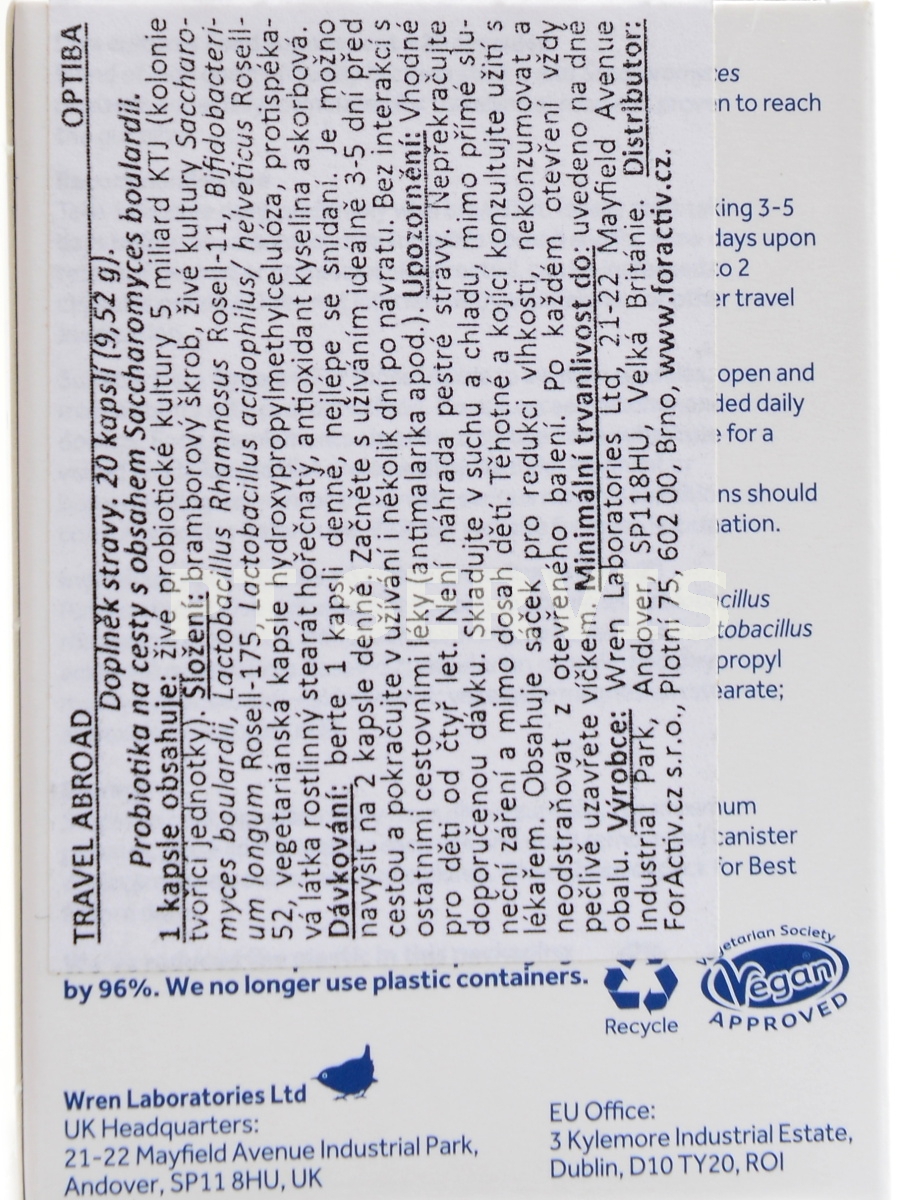 TRAVEL ABROAD OPTIBA
Doplněk stravy. 20 kapslí (9,52 g).
Probiotika na cesty s obsahem Saccharomyces boulardii.
1 kapsle obsahuje: živé probiotické kultury 5 miliard KTJ (kolonie
tvořící jednotky). Složení: bramborový škrob, živé kultury Saccharo-
myces boulardii, Lactobacillus Rhamnosus Rosell-11, Bifidobacteri-
um longum Rosell-175, Lactobacillus acidophilus/ helveticus Rosell-
52, vegetariánská kapsle hydroxypropylmethylcelulóza protispéka-
vá látka rostlinný stearát hořečnatý, antioxidant kyselina askorbová.
Dávkování: berte 1 kapsli denně, nejlépe se snídaní. Je možno
navýšit na 2 kapsle denně. Začněte s užíváním ideálně 3-5 dní před
cestou a pokračujte v užívání i několik dní po návratu. Bez interakcí s
ostatními cestovními léky (antimalarika apod.). Upozornění: Vhodné
pro děti od čtyř let. Není náhrada pestré stravy. Nepřekračujte
doporučenou dávku. Skladujte v suchu a chladu, mimo přímé slu-
neční záření a mimo dosah dětí. Těhotné a kojící konzultujte užití s
lékařem. Obsahuje sáček pro redukci vlhkosti, nekonzumovat a
neodstraňovat z otevřeného balení. Po každém otevření vždy
pečlivě uzavřete víčkem. Minimální trvanlivost do: uvedeno na dně
obalu. Výrobce: Wren Laboratories Ltd, 21-22 Mayfield Avenue
Industrial Park, Andover, SP118HU, Velká Británie. Distributor:
ForActiv.cz s.r.o., Plotní 75, 602 00, Brno, www.foractiv.cz.
n to reach
king 3-5
days upon
to 2
er travel
open and
ded daily
for a
ns should
ation.
cillus
tobacillus
propyl
earate;
canister
for Best
by 96%. We no longer use plastic containers.
Recycle
Vegetarian Society
Vegan
APPROVED
Wren Laboratories Ltd
UK Headquarters:
21-22 Mayfield Avenue Industrial Park,
Andover, SP11 8HU, UK
EU Office:
3 Kylemore Industrial Estate,
Dublin, D10 TY20, ROI